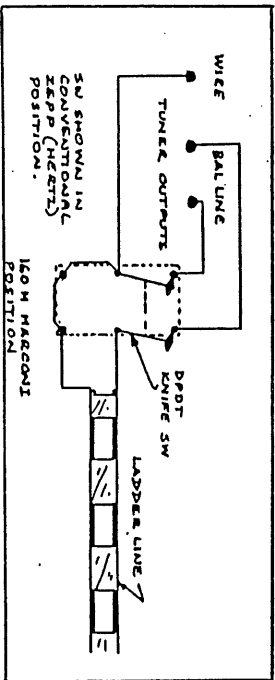 WIRE
BAL LINE
TUNER OUTPUTS
DPDT
KNIFE SW
LADDER LINE
SW SHOWN IN
CONVENTIONAL
ZEPP (HERTZ)
POSITION.
160 M MARCONI
POSITION